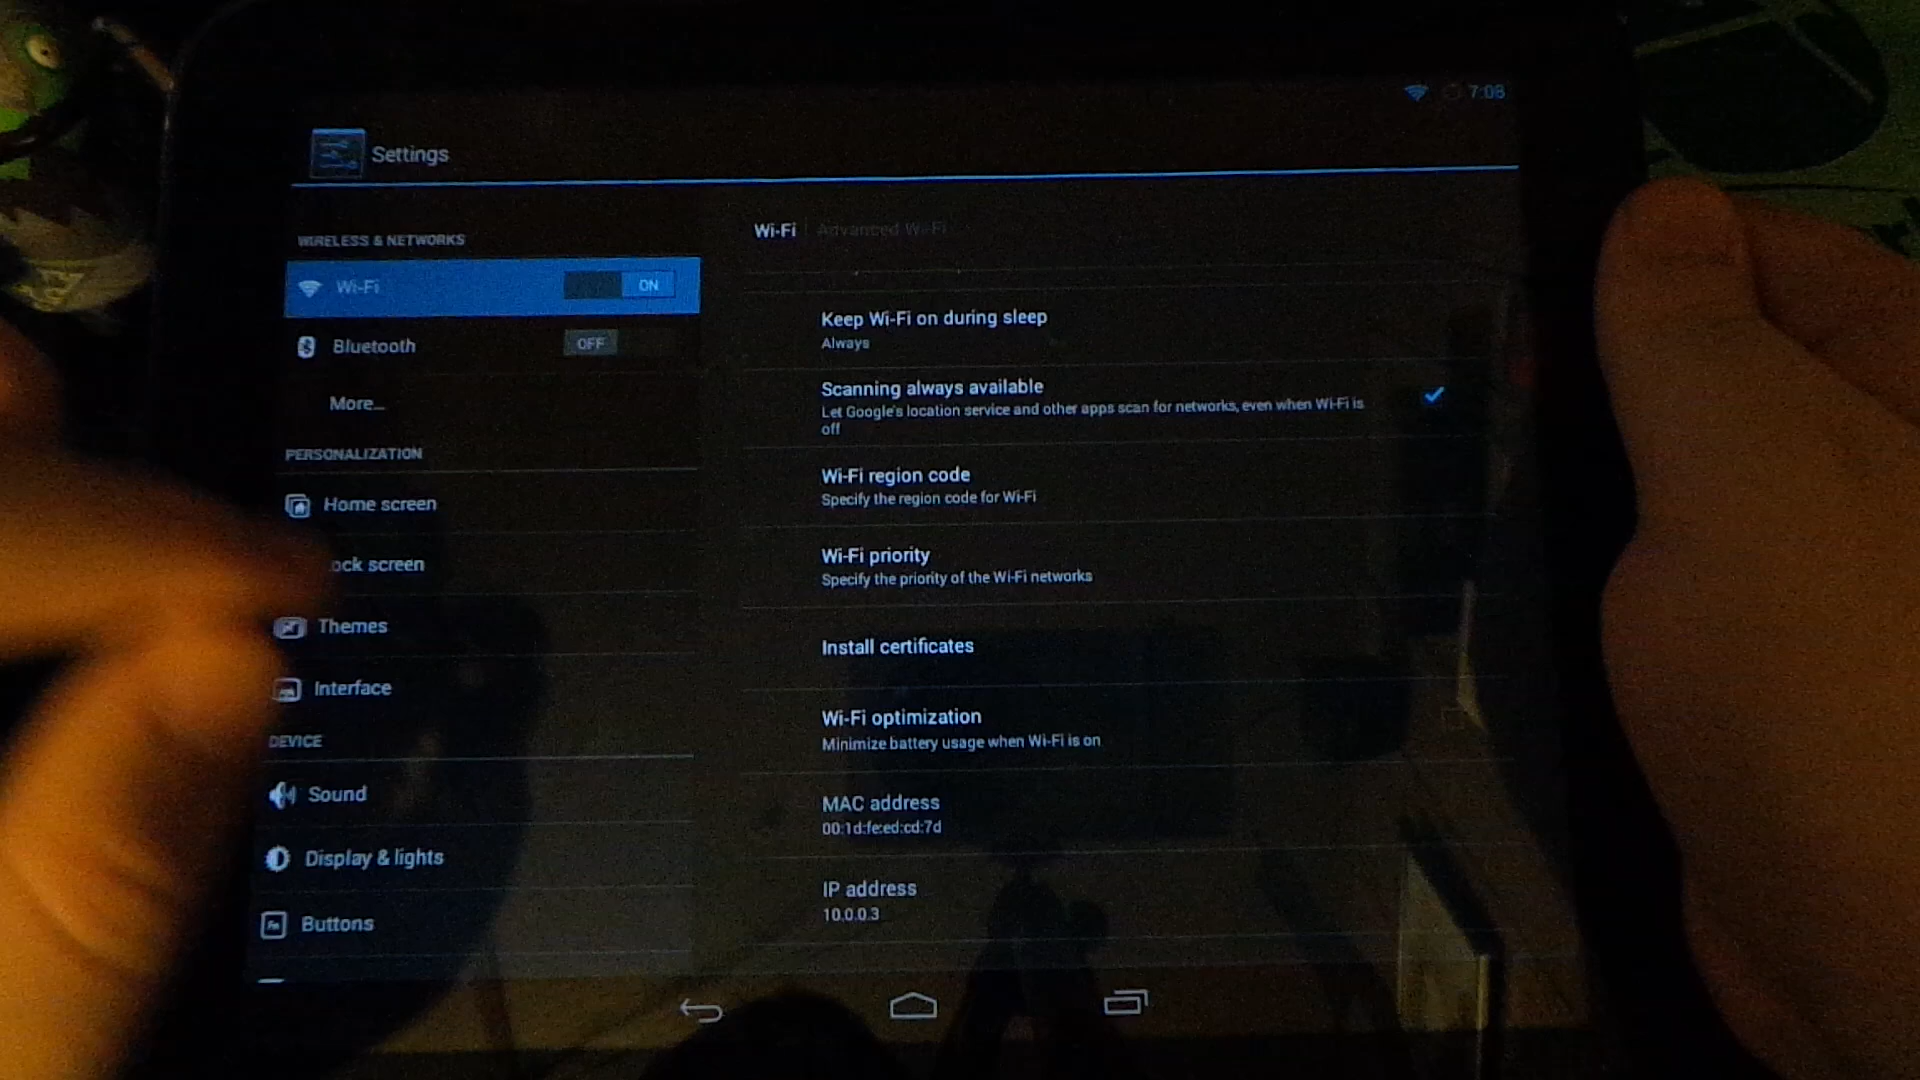 7:08
Settings
WIRELESS & NETWORKS
Wi-Fi
ON
Bluetooth
OFF
More...
PERSONALIZATION
Home screen
ock screen
Themes
Interface
DEVICE
Sound
Display & lights
Buttons
Wi-Fi
Advanced Wi-Fi
Keep Wi-Fi on during sleep
Always
Scanning always available
Let Google's location service and other apps scan for networks, even when Wi-Fi is
off
Wi-Fi region code
Specify the region code for Wi-Fi
Wi-Fi priority
Specify the priority of the Wi-Fi networks
Install certificates
Wi-Fi optimization
Minimize battery usage when Wi-Fi is on
MAC address
00:1d:fe:ed:cd:7d
IP address
10.0.0.3